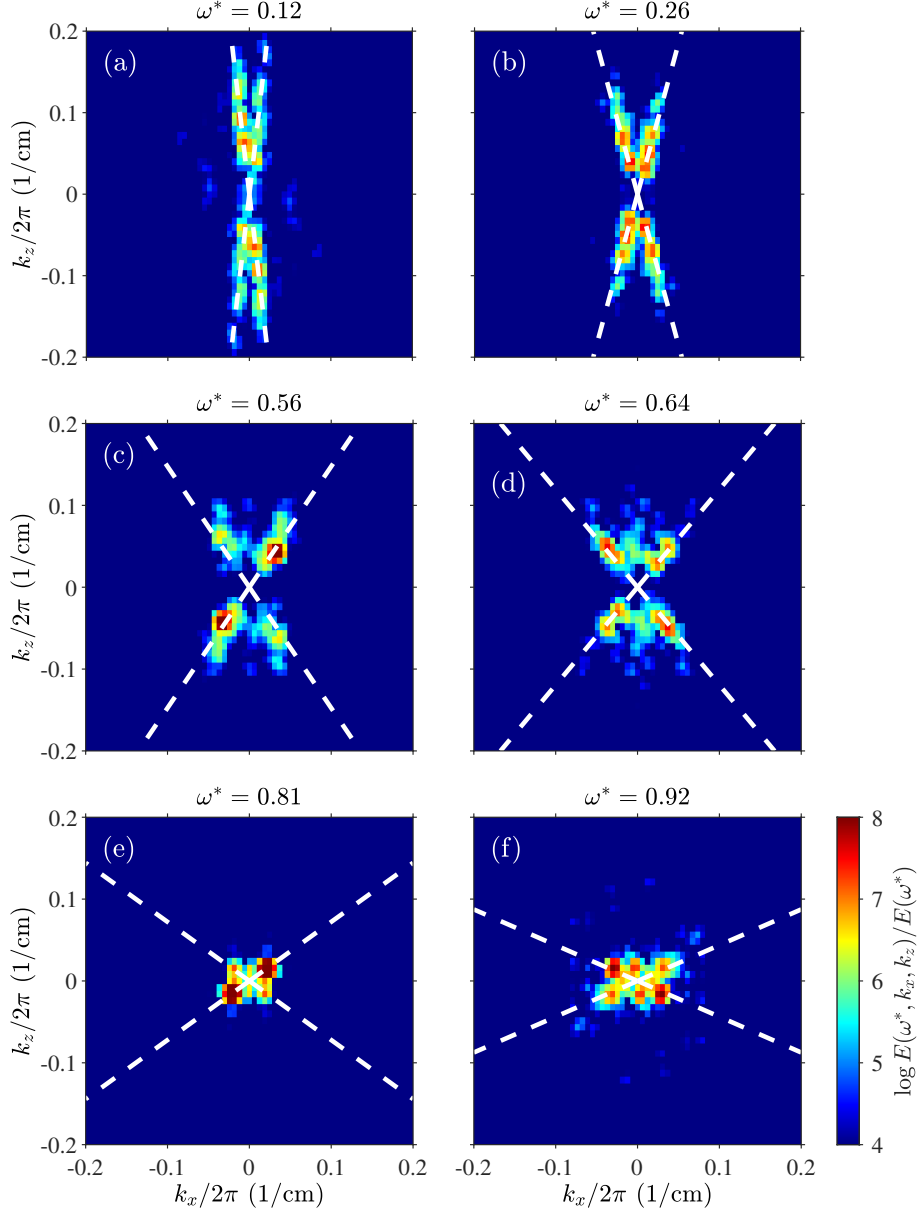 ω* = 0.12
ω* = 0.26
(a)
(b)
0.2
0.1
0
-0.1
-0.2
k_z/2π (1/cm)
ω* = 0.56
ω* = 0.64
(c)
(d)
0.2
0.1
0
-0.1
-0.2
k_z/2π (1/cm)
ω* = 0.81
ω* = 0.92
(e)
(f)
0.2
0.1
0
-0.1
-0.2
k_z/2π (1/cm)
-0.2 -0.1 0 0.1 0.2
k_x/2π (1/cm)
-0.2 -0.1 0 0.1 0.2
k_x/2π (1/cm)
8
7
6
5
4
log E(ω*, k_x, k_z)/E(ω*)